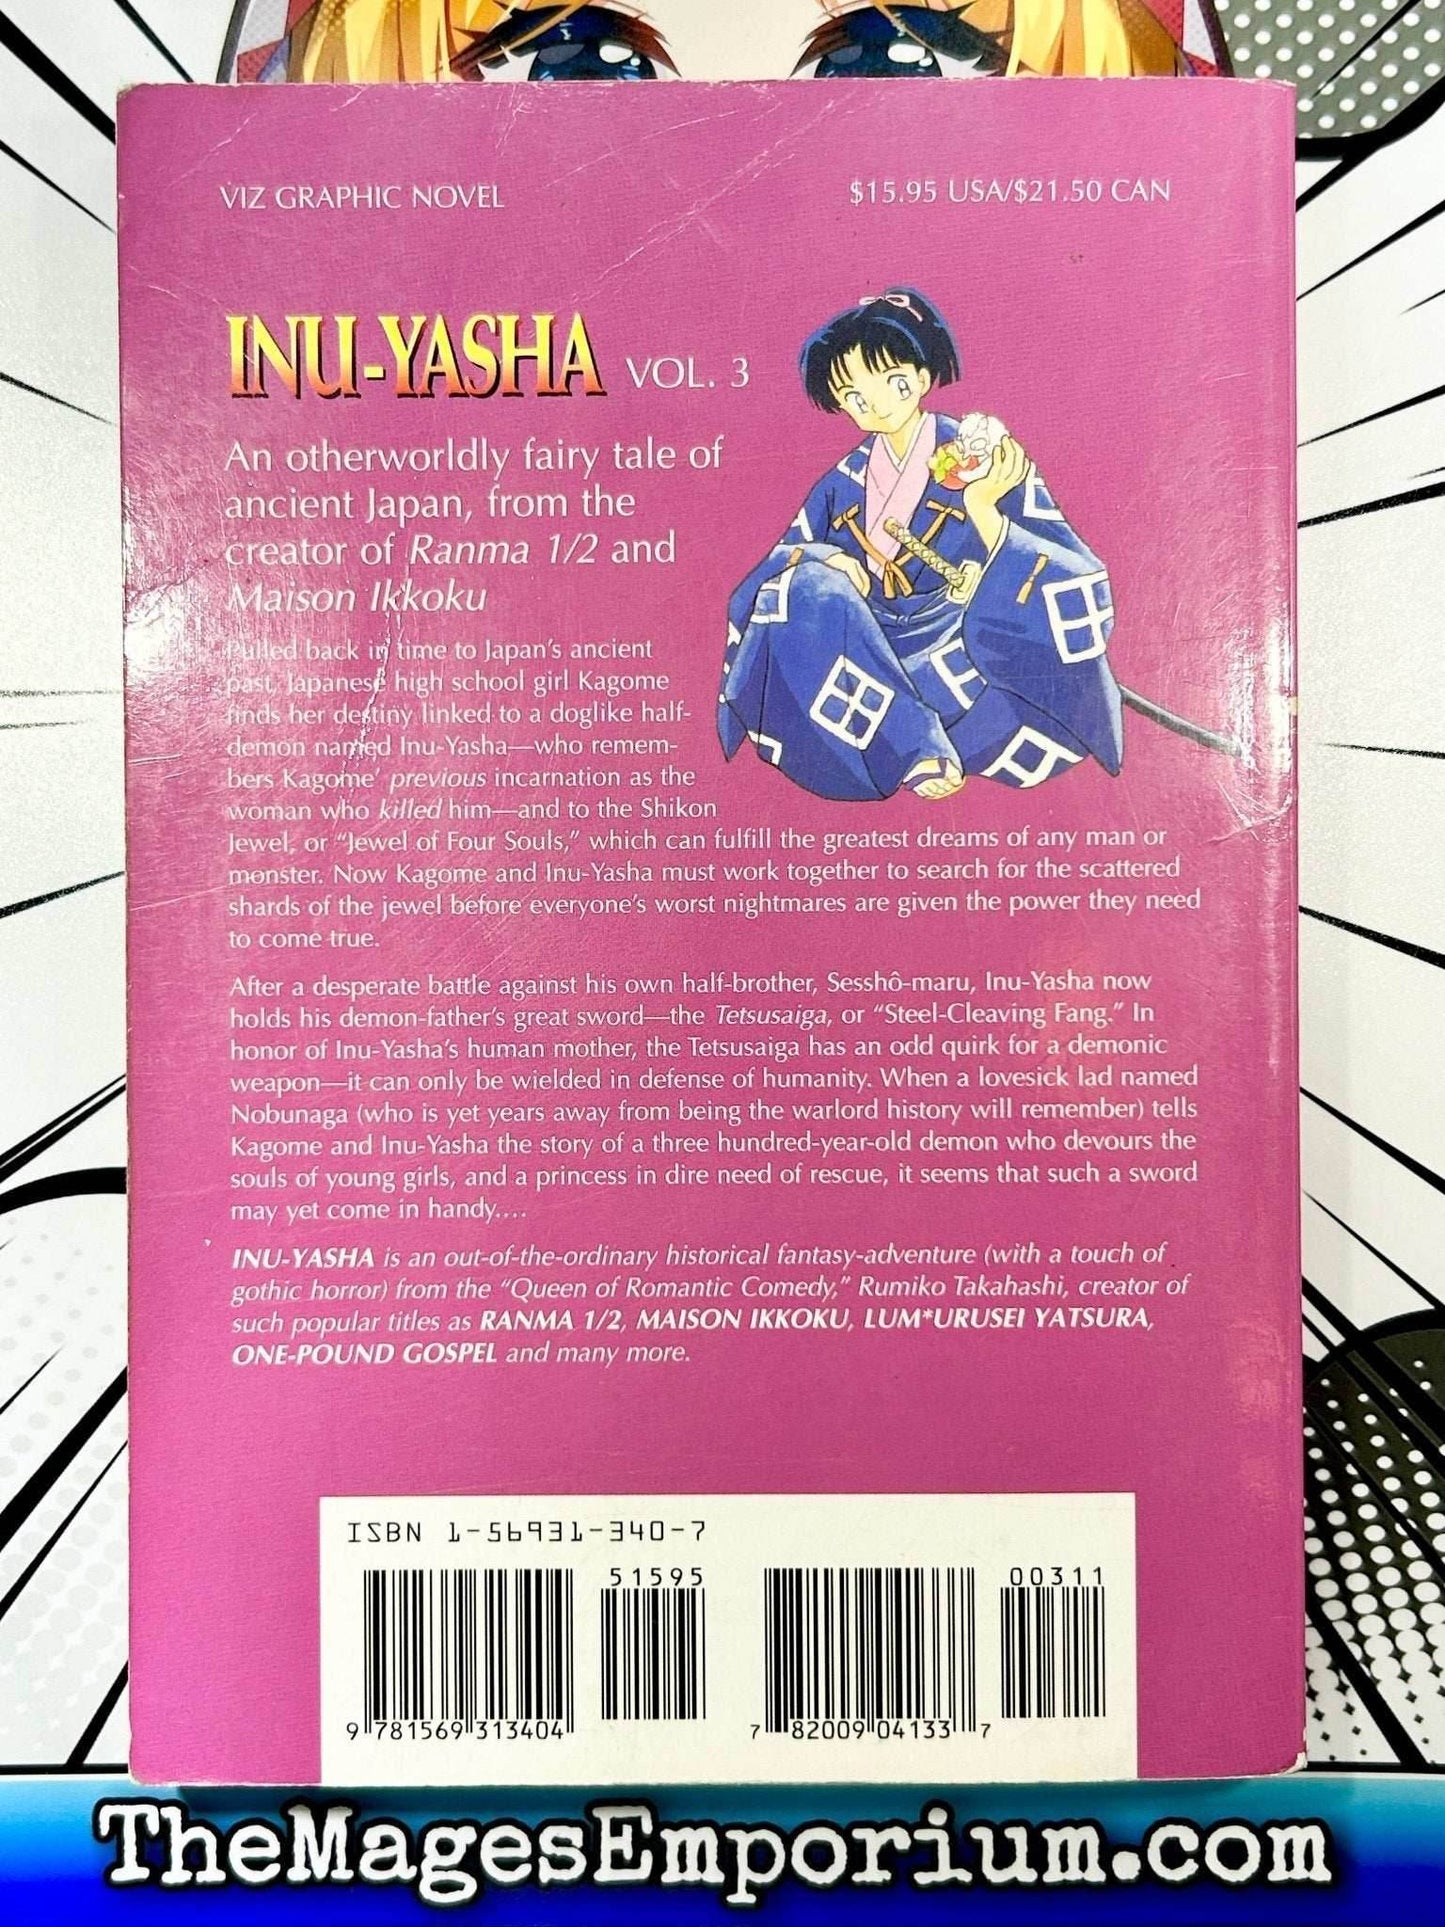 VIZ GRAPHIC NOVEL
$15.95 USA/$21.50 CAN
INU-YASHA VOL. 3
An otherworldly fairy tale of
ancient Japan, from the
creator of Ranma 1/2 and
Maison Ikkoku
Pulled back in time to Japan's ancient
past, Japanese high school girl Kagome
finds her destiny linked to a doglike half-
demon named Inu-Yasha—who remem-
bers Kagome' previous incarnation as the
woman who killed him—and to the Shikon
Jewel, or "Jewel of Four Souls," which can fulfill the greatest dreams of any man or
monster. Now Kagome and Inu-Yasha must work together to search for the scattered
shards of the jewel before everyone's worst nightmares are given the power they need
to come true.
After a desperate battle against his own half-brother, Sesshô-maru, Inu-Yasha now
holds his demon-father's great sword—the Tetsusaiga, or "Steel-Cleaving Fang." In
honor of Inu-Yasha's human mother, the Tetsusaiga has an odd quirk for a demonic
weapon—it can only be wielded in defense of humanity. When a lovesick lad named
Nobunaga (who is yet years away from being the warlord history will remember) tells
Kagome and Inu-Yasha the story of a three hundred-year-old demon who devours the
souls of young girls, and a princess in dire need of rescue, it seems that such a sword
may yet come in handy....
INU-YASHA is an out-of-the-ordinary historical fantasy-adventure (with a touch of
gothic horror) from the "Queen of Romantic Comedy," Rumiko Takahashi, creator of
such popular titles as RANMA 1/2, MAISON IKKOKU, LUM*URUSEI YATSURA,
ONE-POUND GOSPEL and many more.
ISBN 1-56931-340-7
51595
00311
9 781569 313404
7 82009 04133 7
TheMagesEmporium.com